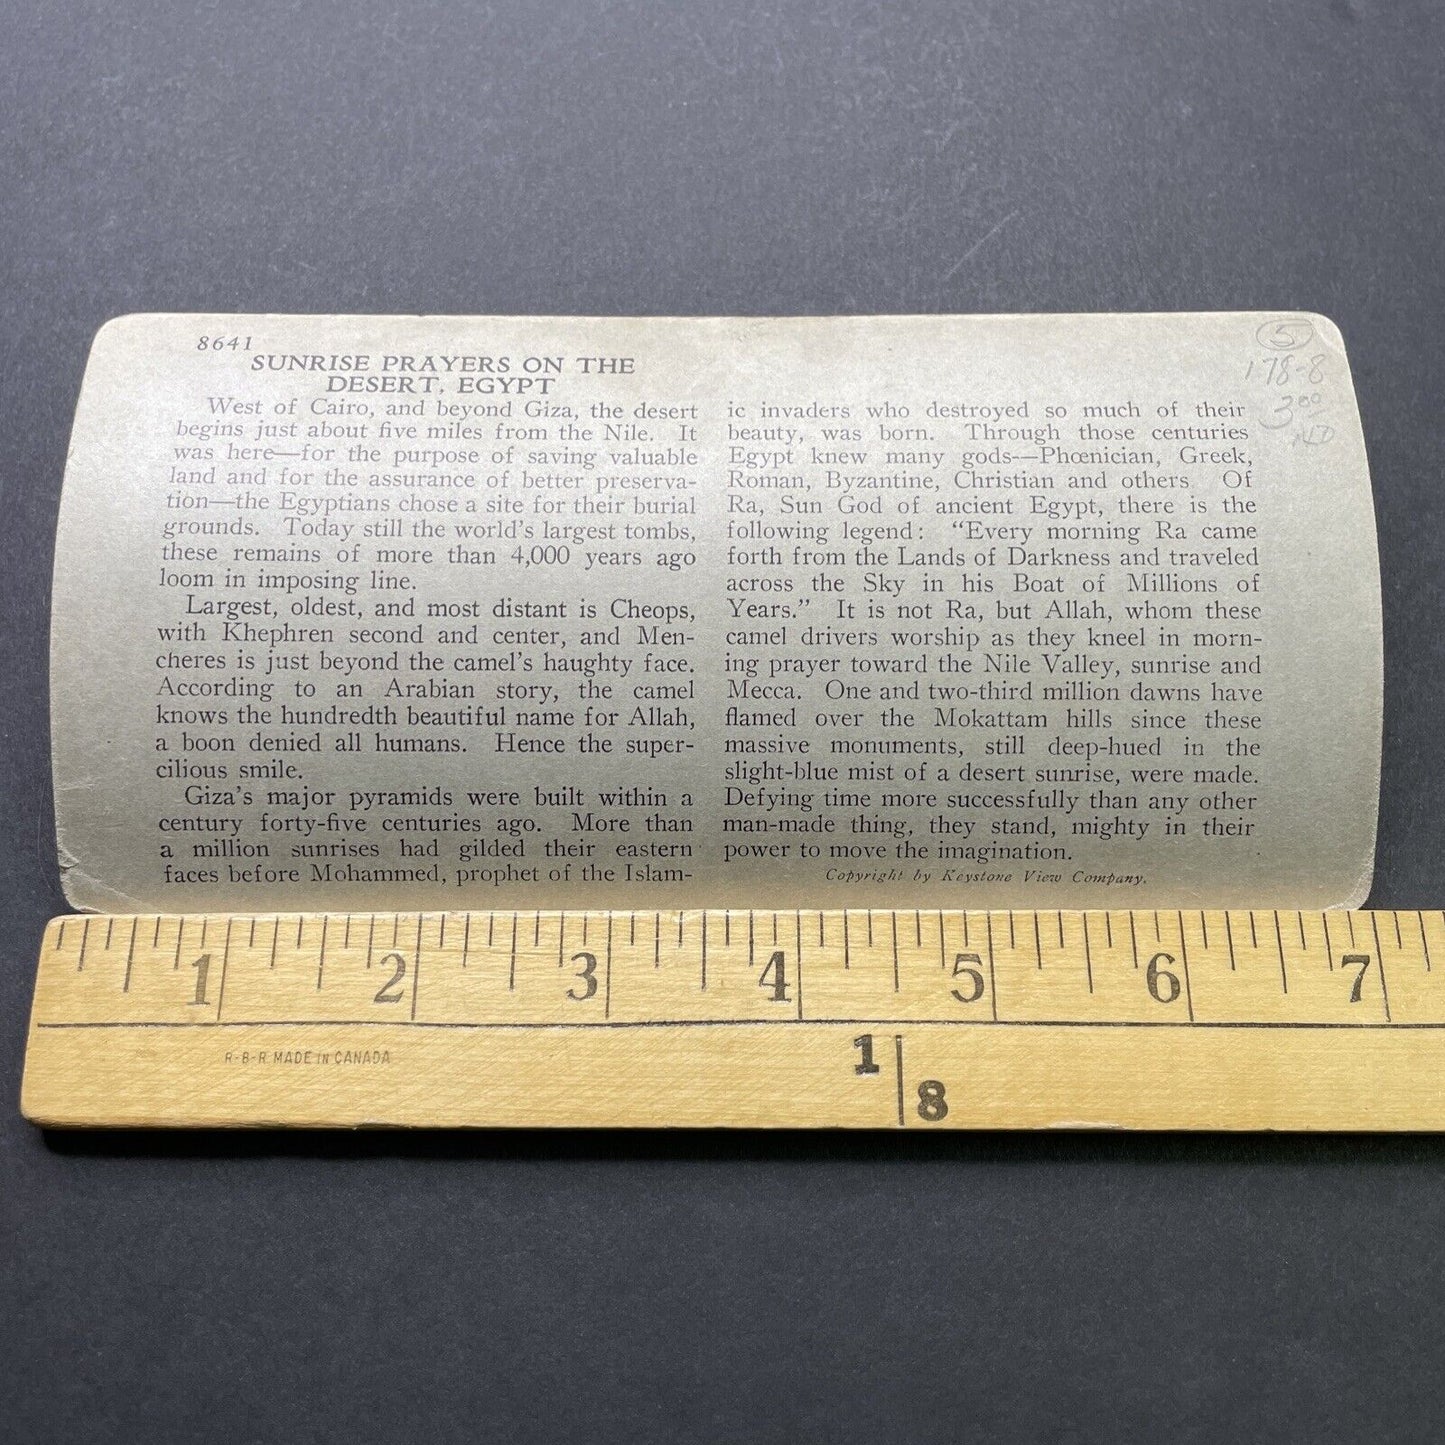 8641
SUNRISE PRAYERS ON THE
DESERT, EGYPT
West of Cairo, and beyond Giza, the desert
begins just about five miles from the Nile. It
was here—for the purpose of saving valuable
land and for the assurance of better preserva-
tion—the Egyptians chose a site for their burial
grounds. Today still the world's largest tombs,
these remains of more than 4,000 years ago
loom in imposing line.
Largest, oldest, and most distant is Cheops,
with Khephren second and center, and Men-
cheres is just beyond the camel's haughty face.
According to an Arabian story, the camel
knows the hundredth beautiful name for Allah,
a boon denied all humans. Hence the super-
cilious smile.
Giza's major pyramids were built within a
century forty-five centuries ago. More than
a million sunrises had gilded their eastern
faces before Mohammed, prophet of the Islam-
ic invaders who destroyed so much of their
beauty, was born. Through those centuries
Egypt knew many gods—Phœnician, Greek,
Roman, Byzantine, Christian and others Of
Ra, Sun God of ancient Egypt, there is the
following legend: "Every morning Ra came
forth from the Lands of Darkness and traveled
across the Sky in his Boat of Millions of
Years." It is not Ra, but Allah, whom these
camel drivers worship as they kneel in morn-
ing prayer toward the Nile Valley, sunrise and
Mecca. One and two-third million dawns have
flamed over the Mokattam hills since these
massive monuments, still deep-hued in the
slight-blue mist of a desert sunrise, were made.
Defying time more successfully than any other
man-made thing, they stand, mighty in their
power to move the imagination.
Copyright by Keystone View Company.
5
178-8
3.00
1 2 3 4 5 6 7
R-B-R MADE IN CANADA
1
8